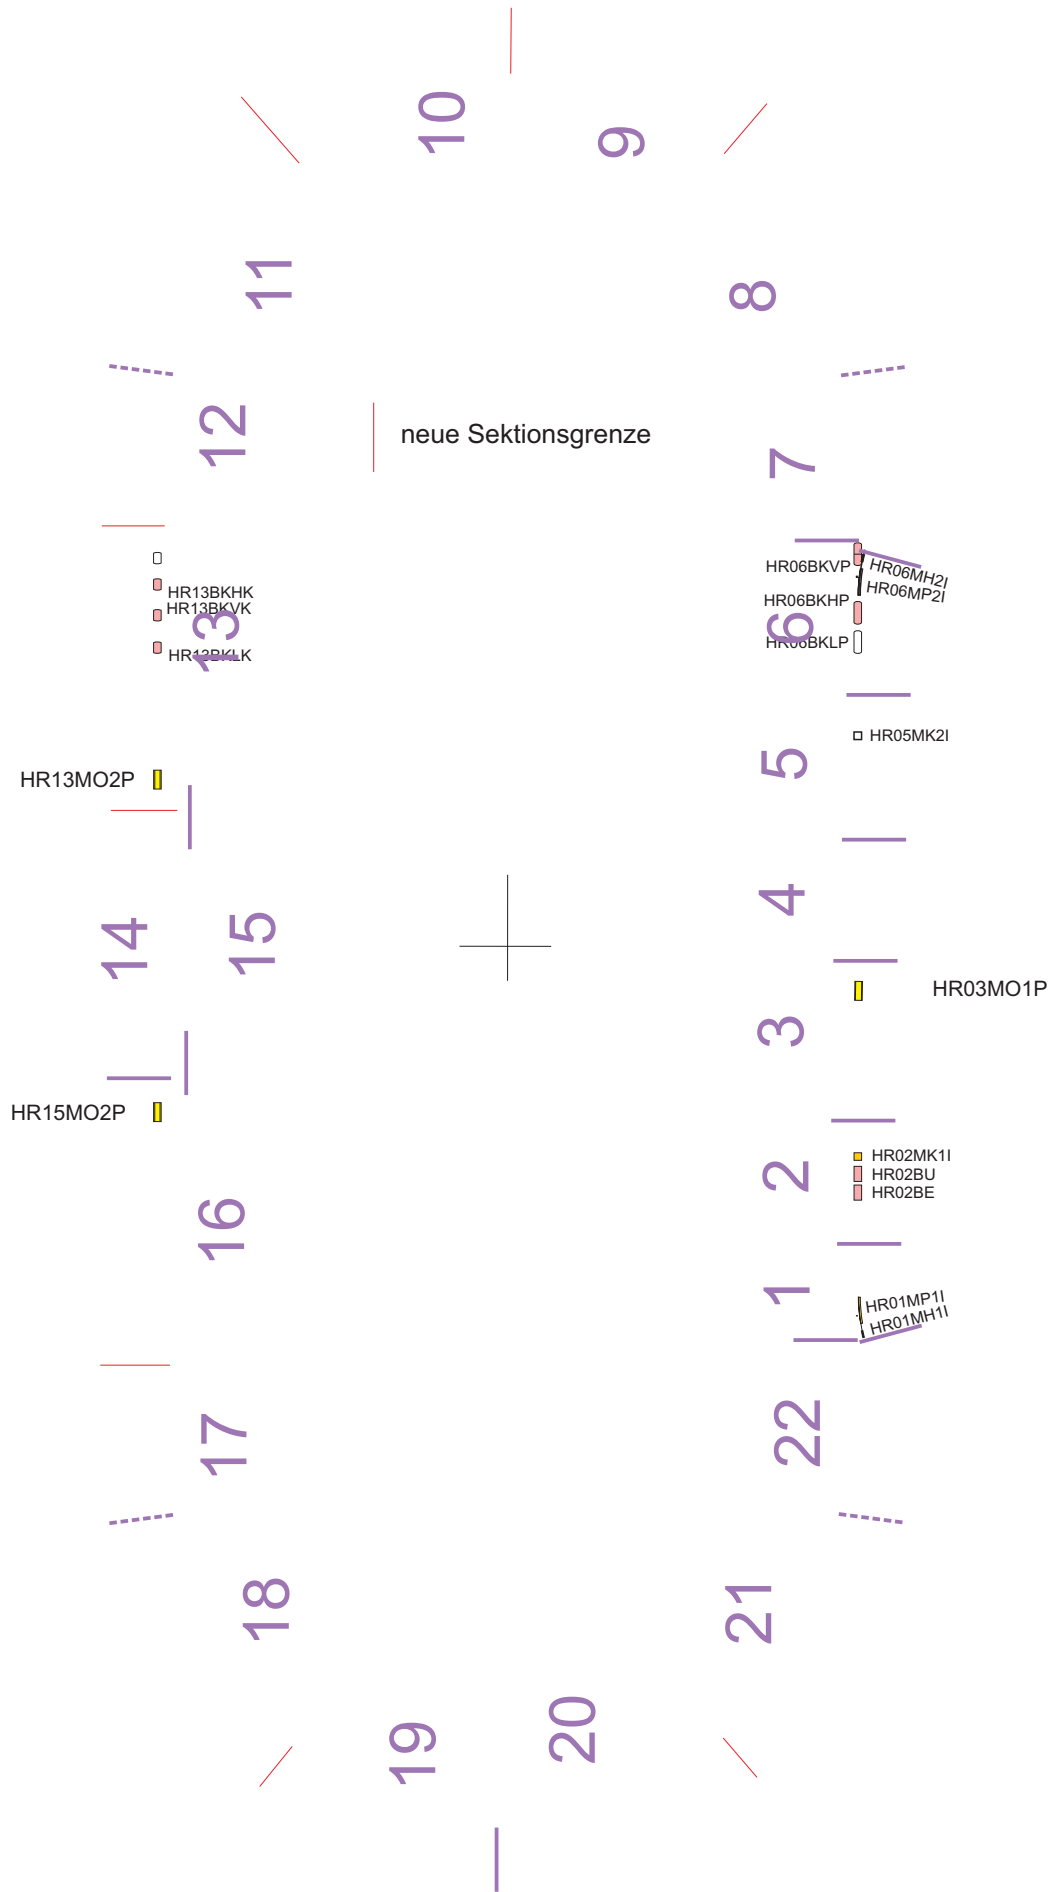 10
9
11
8
12
neue Sektionsgrenze
7
HR06BKVP
HR06MH2I
HR06MP2I
HR13BKHK
HR06BKHP
HR13BKVK
13
6
HR06BKLP
HR13BKLK
HR05MK2I
5
HR13MO2P
4
14
15
HR03MO1P
3
HR15MO2P
HR02MK1I
2
HR02BU
HR02BE
16
1
HR01MP1I
HR01MH1I
22
17
18
21
20
19